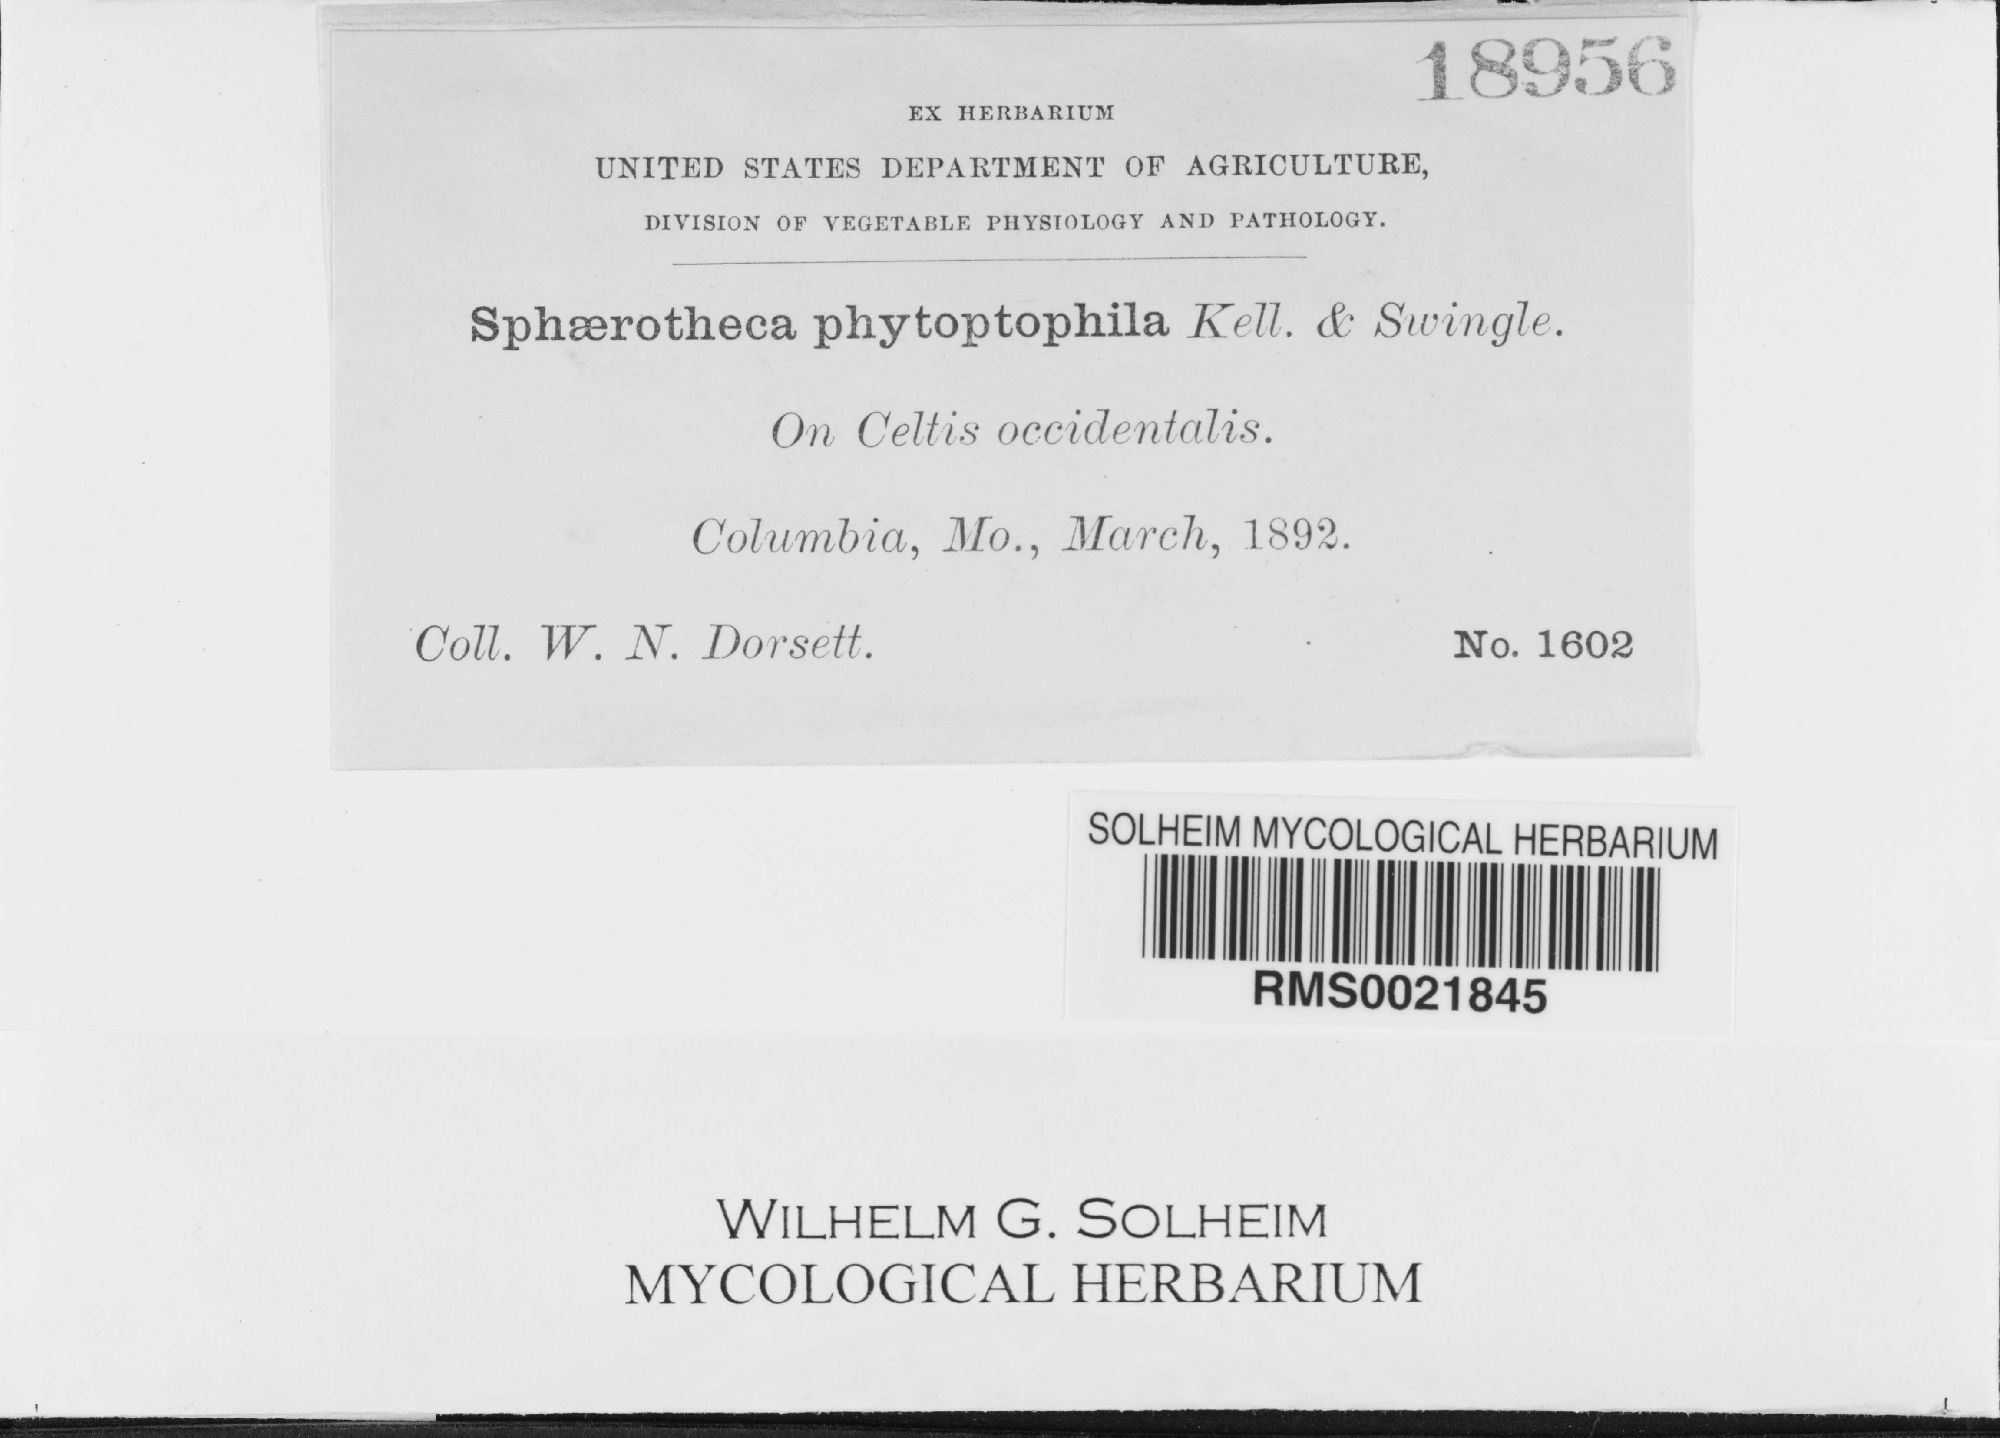 18956
EX HERBARIUM
UNITED STATES DEPARTMENT OF AGRICULTURE,
DIVISION OF VEGETABLE PHYSIOLOGY AND PATHOLOGY.
Sphærotheca phytoptophila Kell. & Swingle.
On Celtis occidentalis.
Columbia, Mo., March, 1892.
Coll. W. N. Dorsett. No. 1602
SOLHEIM MYCOLOGICAL HERBARIUM
RMS0021845
WILHELM G. SOLHEIM
MYCOLOGICAL HERBARIUM